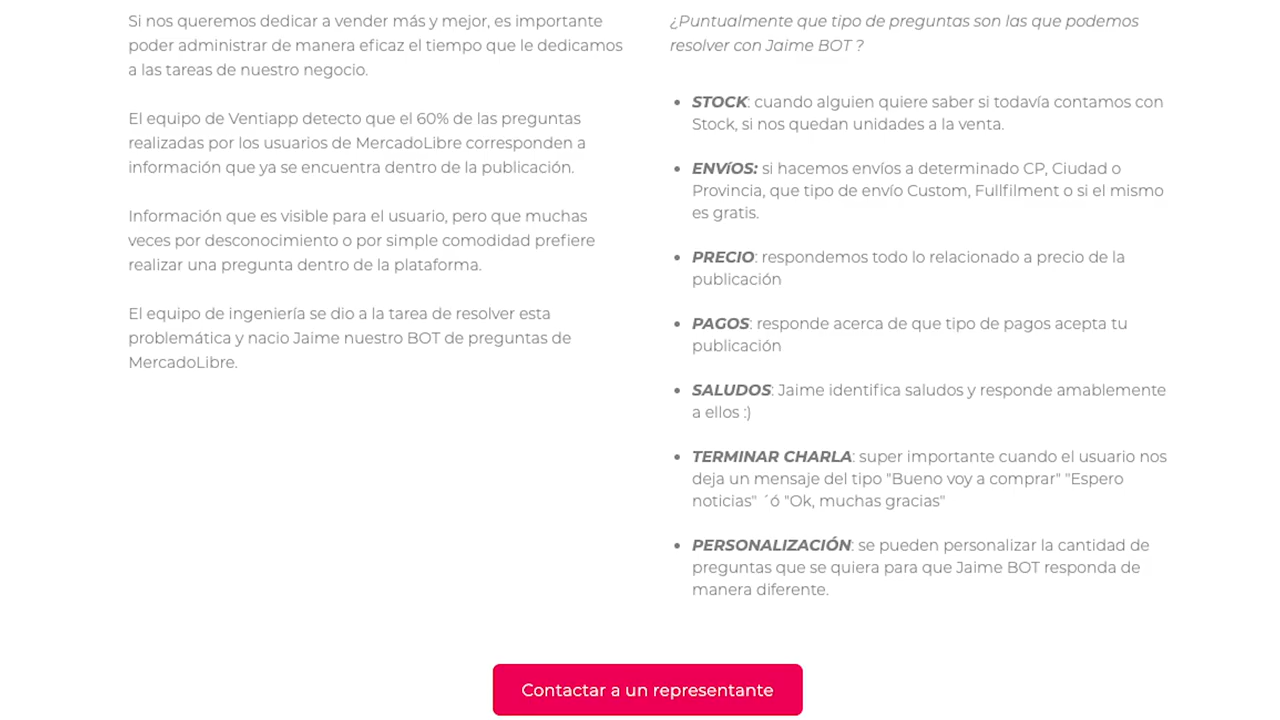 Si nos queremos dedicar a vender más y mejor, es importante
poder administrar de manera eficaz el tiempo que le dedicamos
a las tareas de nuestro negocio.
El equipo de Ventiapp detecto que el 60% de las preguntas
realizadas por los usuarios de MercadoLibre corresponden a
información que ya se encuentra dentro de la publicación.
Información que es visible para el usuario, pero que muchas
veces por desconocimiento o por simple comodidad prefiere
realizar una pregunta dentro de la plataforma.
El equipo de ingeniería se dio a la tarea de resolver esta
problemática y nacio Jaime nuestro BOT de preguntas de
MercadoLibre.
¿Puntualmente que tipo de preguntas son las que podemos
resolver con Jaime BOT ?
• STOCK: cuando alguien quiere saber si todavía contamos con
Stock, si nos quedan unidades a la venta.
• ENVíOS: si hacemos envíos a determinado CP, Ciudad o
Provincia, que tipo de envío Custom, Fullfilment o si el mismo
es gratis.
• PRECIO: respondemos todo lo relacionado a precio de la
publicación
• PAGOS: responde acerca de que tipo de pagos acepta tu
publicación
• SALUDOS: Jaime identifica saludos y responde amablemente
a ellos :)
• TERMINAR CHARLA: super importante cuando el usuario nos
deja un mensaje del tipo "Bueno voy a comprar" "Espero
noticias" ´ó "Ok, muchas gracias"
• PERSONALIZACIÓN: se pueden personalizar la cantidad de
preguntas que se quiera para que Jaime BOT responda de
manera diferente.
Contactar a un representante